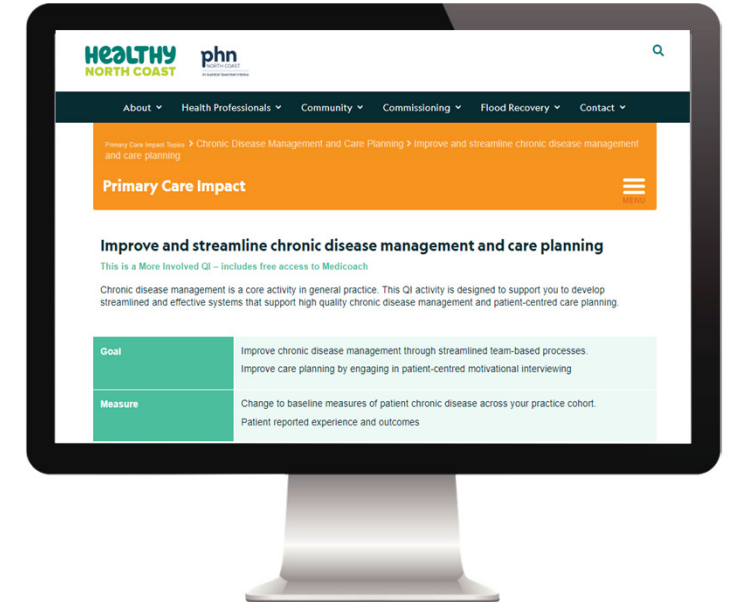 HEALTHY
NORTH COAST
phn
NORTH COAST
About Health Professionals Community Commissioning Flood Recovery Contact
Primary Care Impact Topics > Chronic Disease Management and Care Planning > Improve and streamline chronic disease management
and care planning
Primary Care Impact
MENU
Improve and streamline chronic disease management and care planning
This is a More Involved QI – includes free access to Medicoach
Chronic disease management is a core activity in general practice. This QI activity is designed to support you to develop
streamlined and effective systems that support high quality chronic disease management and patient-centred care planning.
Goal
Improve chronic disease management through streamlined team-based processes.
Improve care planning by engaging in patient-centred motivational interviewing
Measure
Change to baseline measures of patient chronic disease across your practice cohort.
Patient reported experience and outcomes